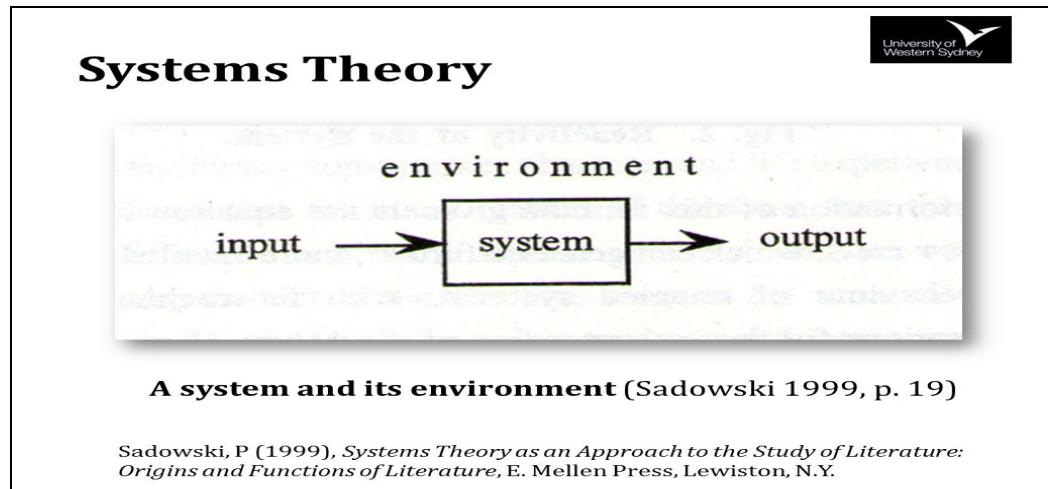 University of
Western Sydney
Systems Theory
environment
input system output
A system and its environment (Sadowski 1999, p. 19)
Sadowski, P (1999), Systems Theory as an Approach to the Study of Literature:
Origins and Functions of Literature, E. Mellen Press, Lewiston, N.Y.